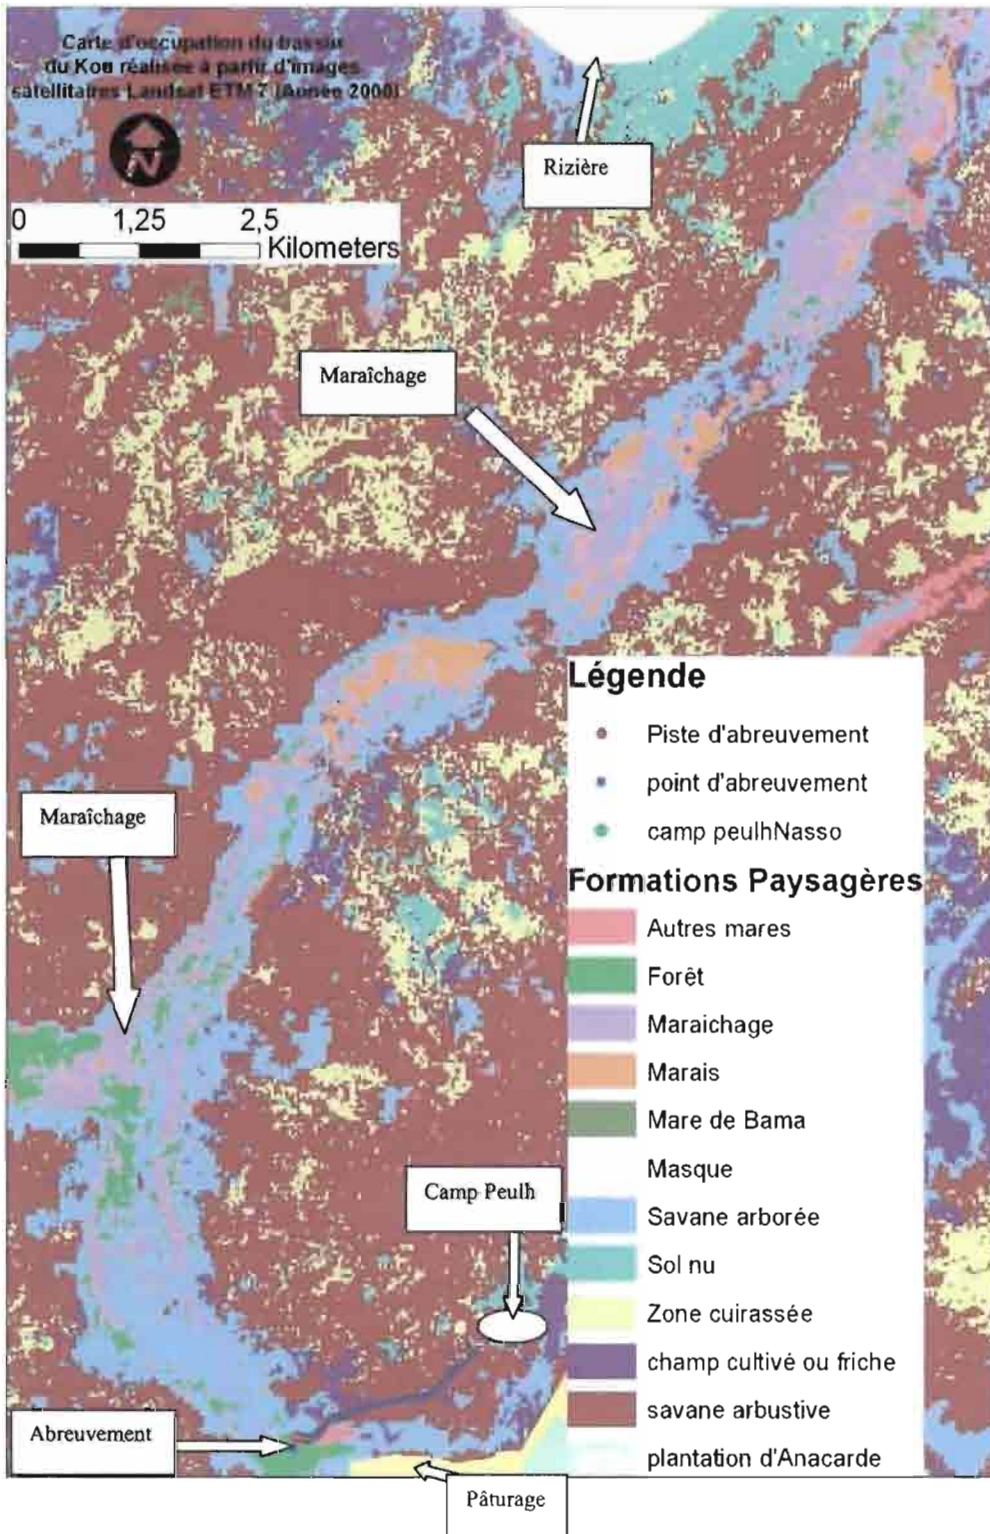 Carte d'occupation du bassin
du Kou réalisée à partir d'images
satellitaires Landsat ETM 7 (Année 2000)
N
0 1,25 2,5
Kilometers
Rizière
Maraîchage
Maraîchage
Camp Peulh
Abreuvement
Pâturage
Légende
Piste d'abreuvement
point d'abreuvement
camp peulhNasso
Formations Paysagères
Autres mares
Forêt
Maraichage
Marais
Mare de Bama
Masque
Savane arborée
Sol nu
Zone cuirassée
champ cultivé ou friche
savane arbustive
plantation d'Anacarde